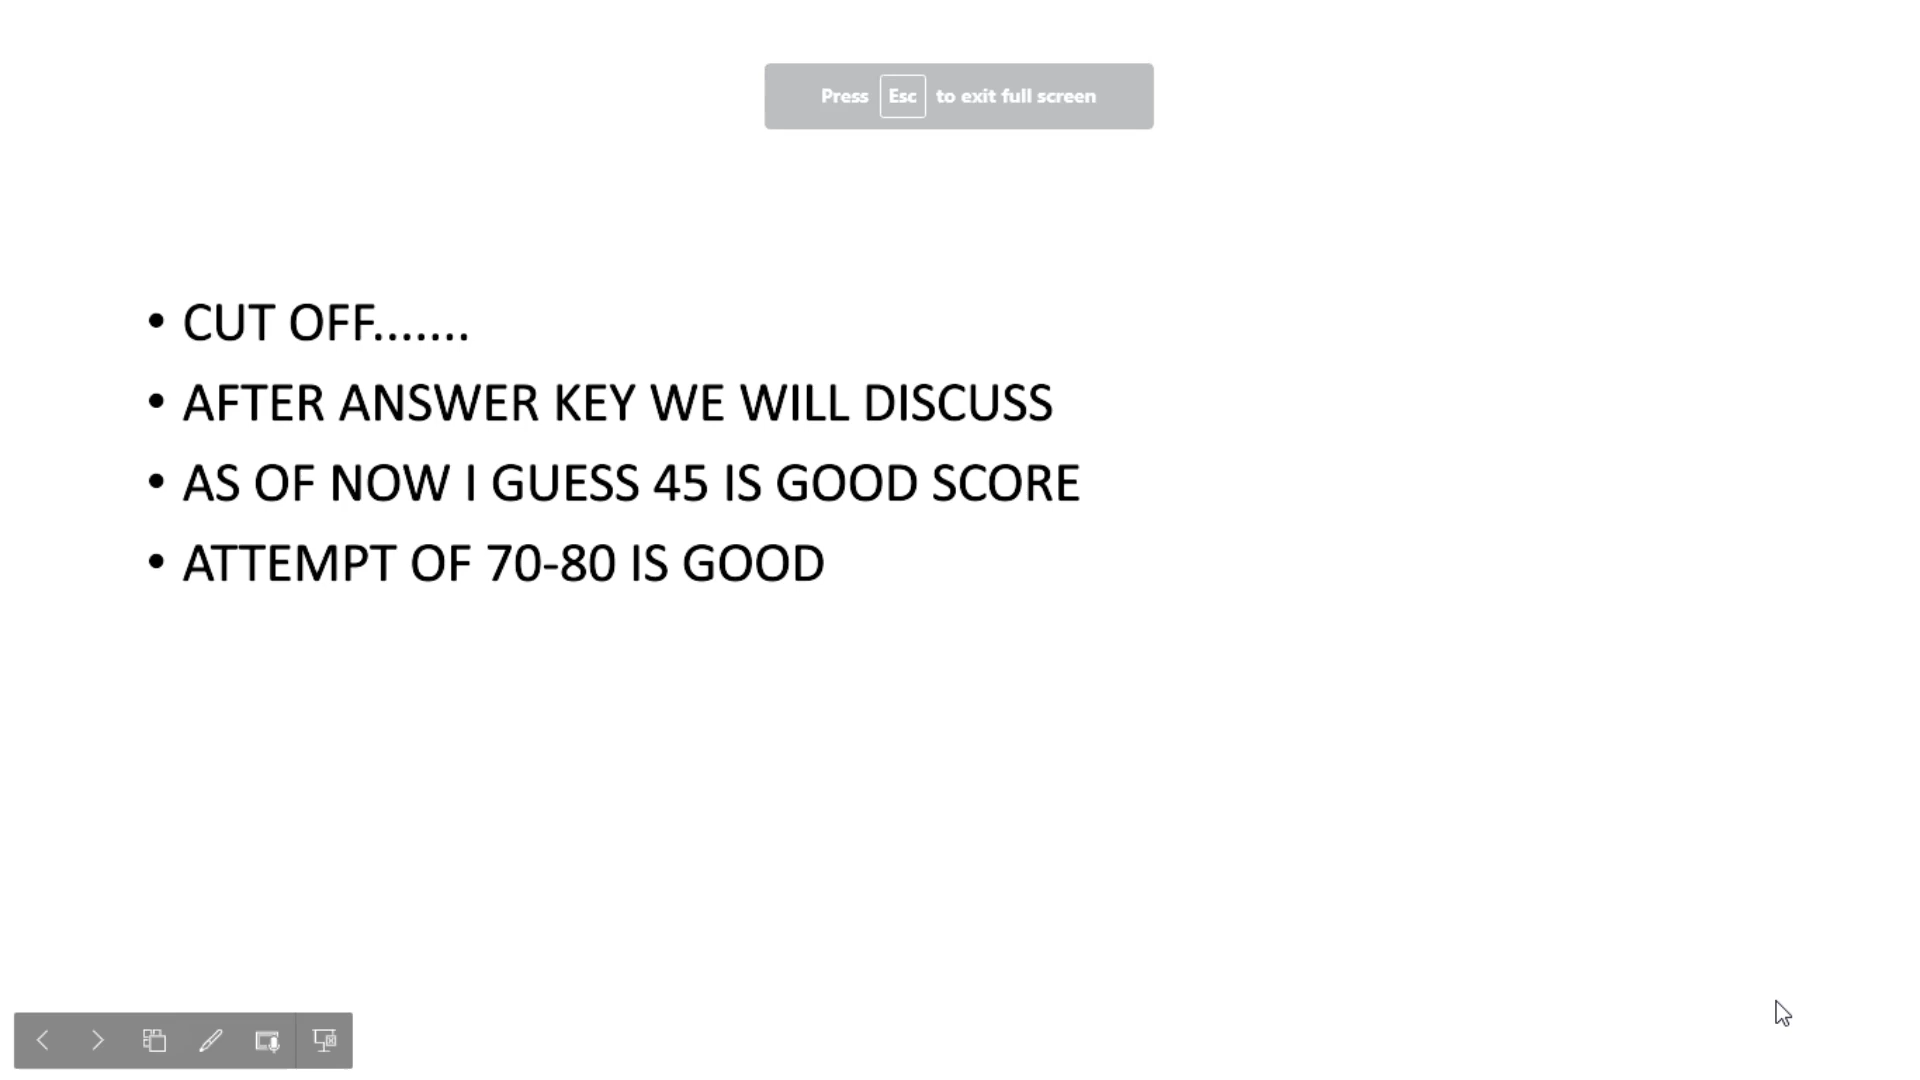 Press Esc to exit full screen
• CUT OFF.......
• AFTER ANSWER KEY WE WILL DISCUSS
• AS OF NOW I GUESS 45 IS GOOD SCORE
• ATTEMPT OF 70-80 IS GOOD